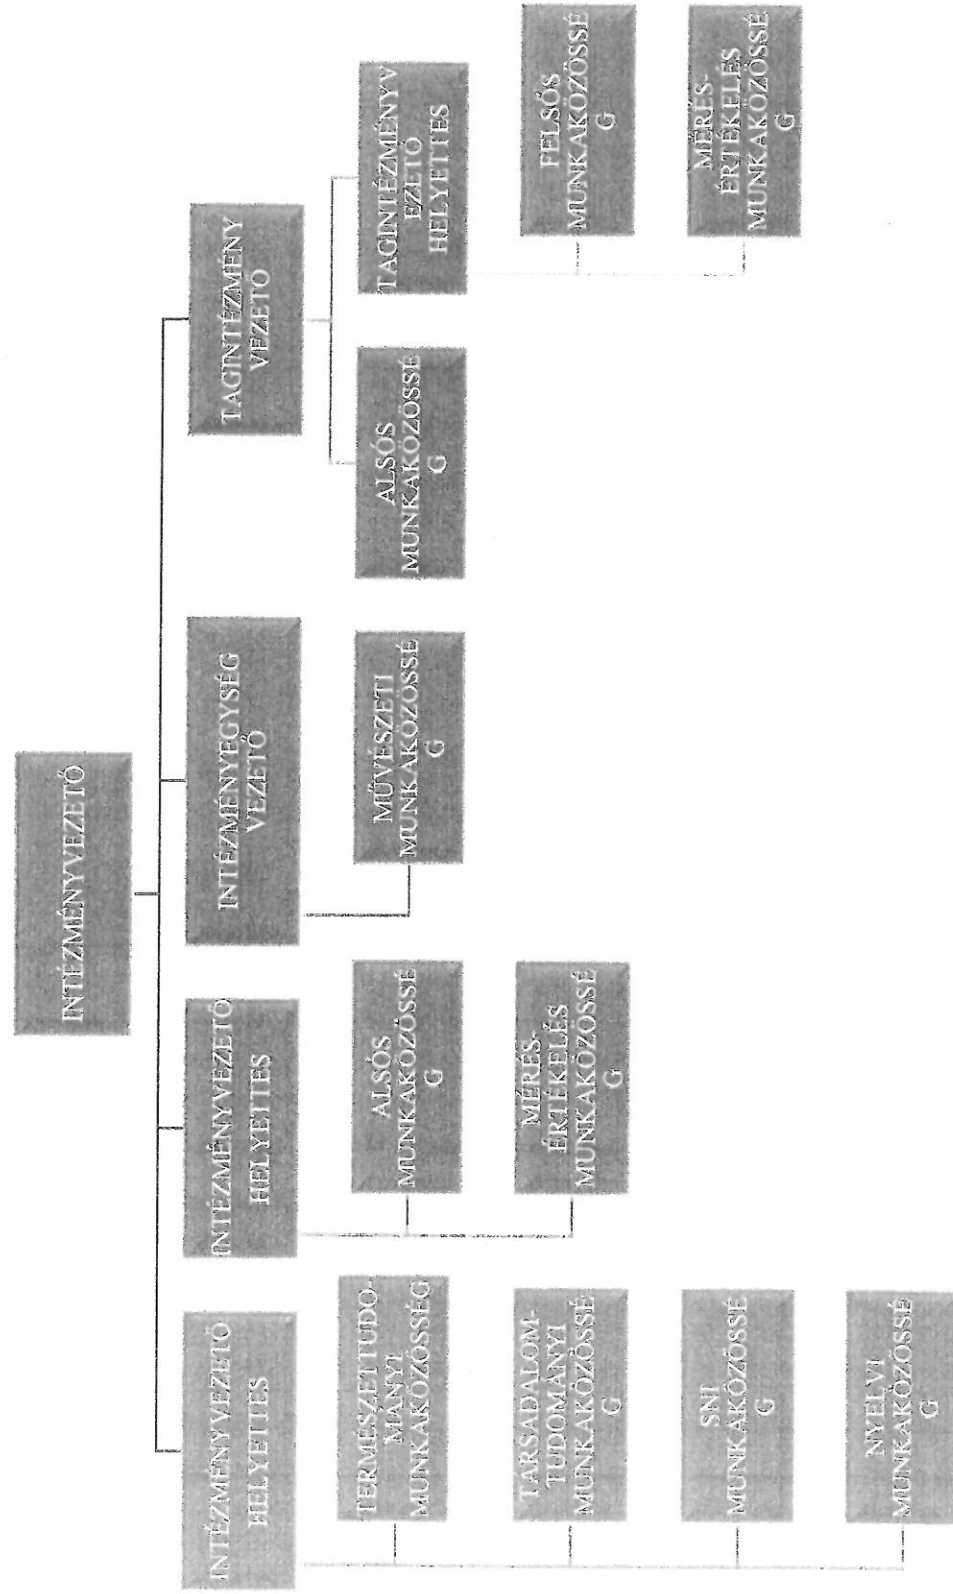 INTÉZMÉNYVEZETŐ
INTÉZMÉNYVEZETŐ
HELYETTES
INTÉZMÉNYVEZETŐ
HELYETTES
INTÉZMÉNYEGYSÉG
VEZETŐ
TAGINTÉZMÉNY
VEZETŐ
TERMÉSZETTUDO-
MÁNYI
MUNKAKÖZÖSSÉG
TÁRSADALOM-
TUDOMÁNYI
MUNKAKÖZÖSSÉ
G
SNI
MUNKAKÖZÖSSÉ
G
NYELVI
MUNKAKÖZÖSSÉ
G
ALSÓS
MUNKAKÖZÖSSÉ
G
MÉRÉS-
ÉRTÉKELÉS
MUNKAKÖZÖSSÉ
G
MŰVÉSZETI
MUNKAKÖZÖSSÉ
G
ALSÓS
MUNKAKÖZÖSSÉ
G
TAGINTÉZMÉNYV
EZETŐ
HELYETTES
FELSŐS
MUNKAKÖZÖSSÉ
G
MÉRÉS-
ÉRTÉKELÉS
MUNKAKÖZÖSSÉ
G